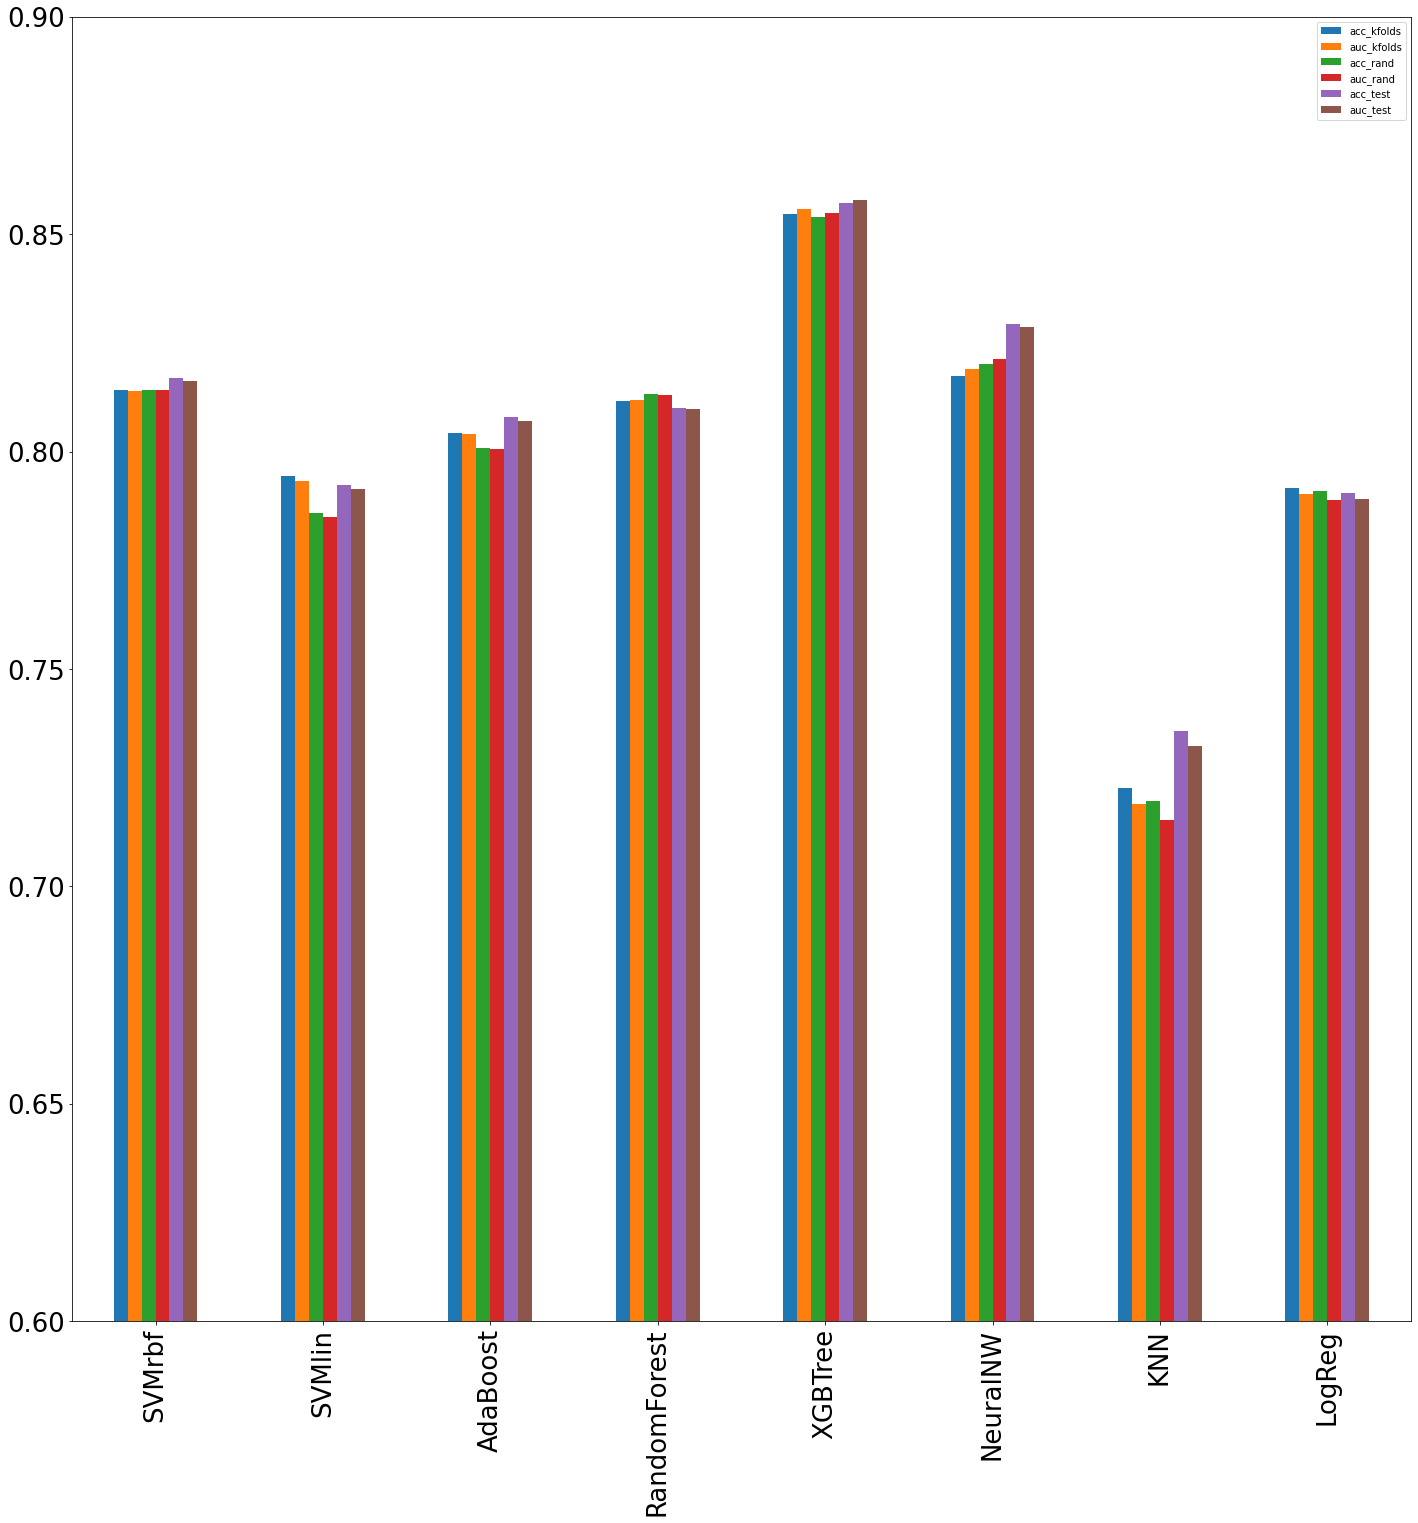 0.90
acc_kfolds
auc_kfolds
acc_rand
auc_rand
acc_test
auc_test
0.85
0.80
0.75
0.70
0.65
0.60
SVMrbf
SVMlin
AdaBoost
RandomForest
XGBTree
NeuralNW
KNN
LogReg